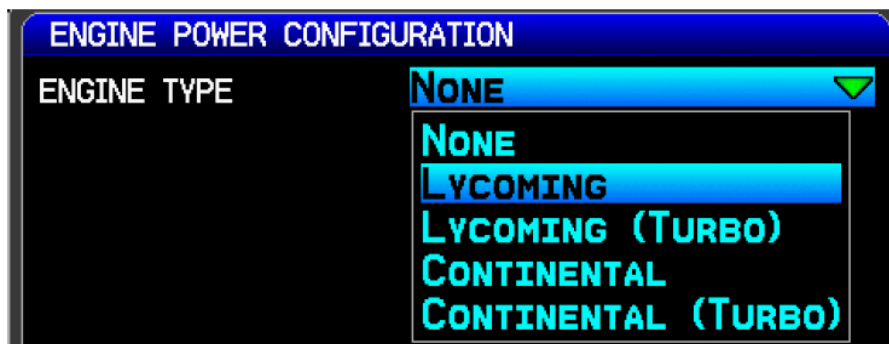 ENGINE POWER CONFIGURATION
ENGINE TYPE NONE
NONE
LYCOMING
LYCOMING (TURBO)
CONTINENTAL
CONTINENTAL (TURBO)